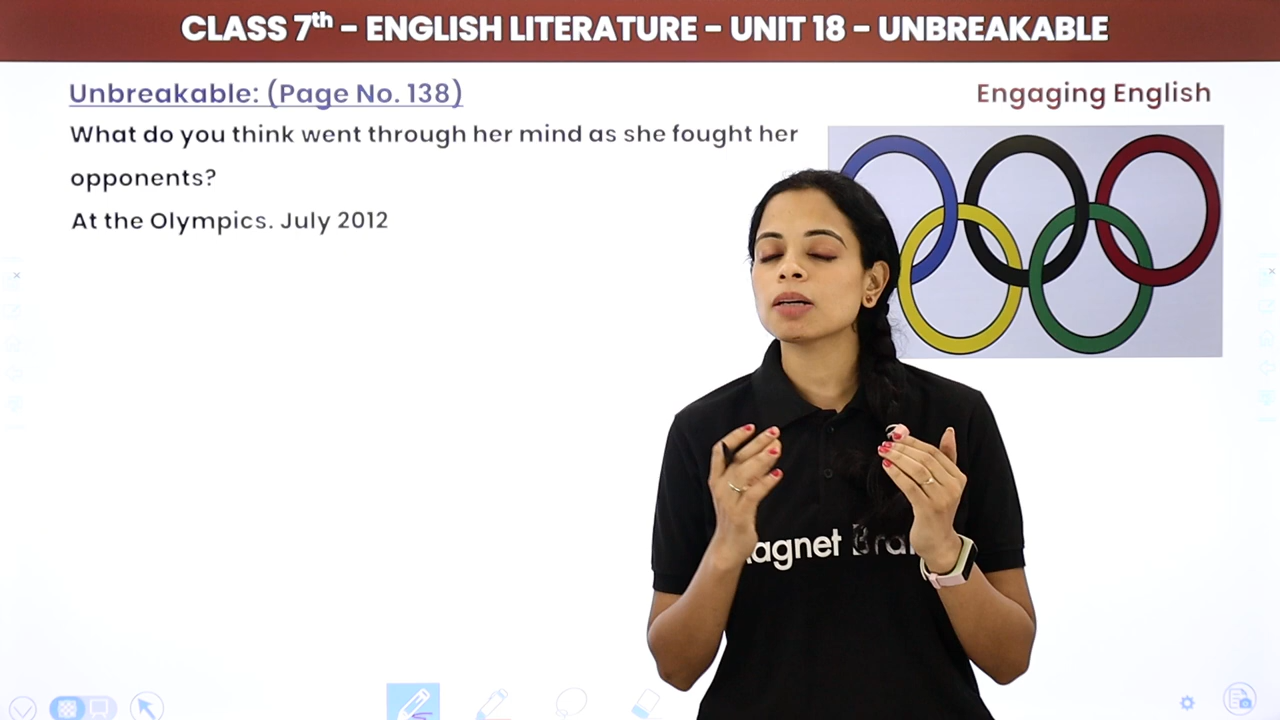 CLASS 7th – ENGLISH LITERATURE – UNIT 18 – UNBREAKABLE
Unbreakable: (Page No. 138)
Engaging English
What do you think went through her mind as she fought her
opponents?
At the Olympics. July 2012
agnet